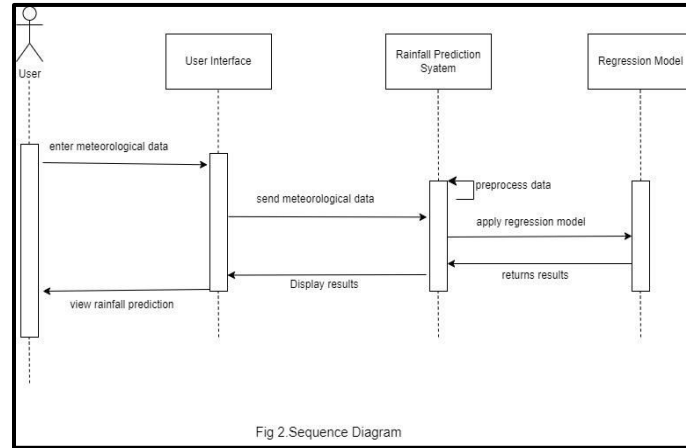 User
User Interface
Rainfall Prediction
Syatem
Regression Model
enter meteorological data
preprocess data
send meteorological data
apply regression model
returns results
Display results
view rainfall prediction
Fig 2.Sequence Diagram